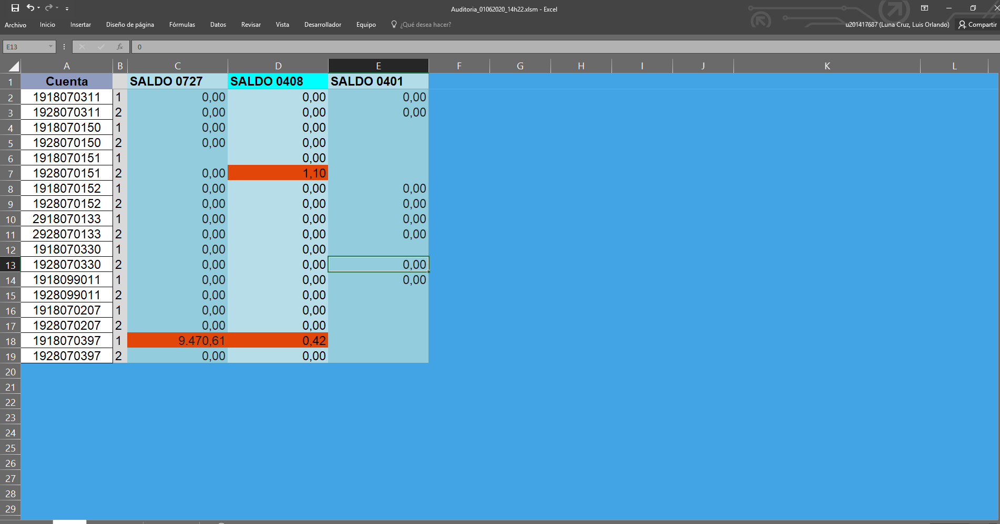 Auditoria_01062020_14h22.xlsm - Excel
Archivo Inicio Insertar Diseño de página Fórmulas Datos Revisar Vista Desarrollador Equipo ¿Qué desea hacer? u201417687 (Luna Cruz, Luis Orlando) Compartir
E13 fx 0
A B C D E F G H I J K L
1 Cuenta SALDO 0727 SALDO 0408 SALDO 0401
2 1918070311 1 0,00 0,00 0,00
3 1928070311 2 0,00 0,00 0,00
4 1918070150 1 0,00 0,00
5 1928070150 2 0,00 0,00
6 1918070151 1 0,00
7 1928070151 2 0,00 1,10
8 1918070152 1 0,00 0,00 0,00
9 1928070152 2 0,00 0,00 0,00
10 2918070133 1 0,00 0,00 0,00
11 2928070133 2 0,00 0,00 0,00
12 1918070330 1 0,00 0,00
13 1928070330 2 0,00 0,00 0,00
14 1918099011 1 0,00 0,00 0,00
15 1928099011 2 0,00 0,00
16 1918070207 1 0,00 0,00
17 1928070207 2 0,00 0,00
18 1918070397 1 9.470,61 0,42
19 1928070397 2 0,00 0,00
20
21
22
23
24
25
26
27
28
29